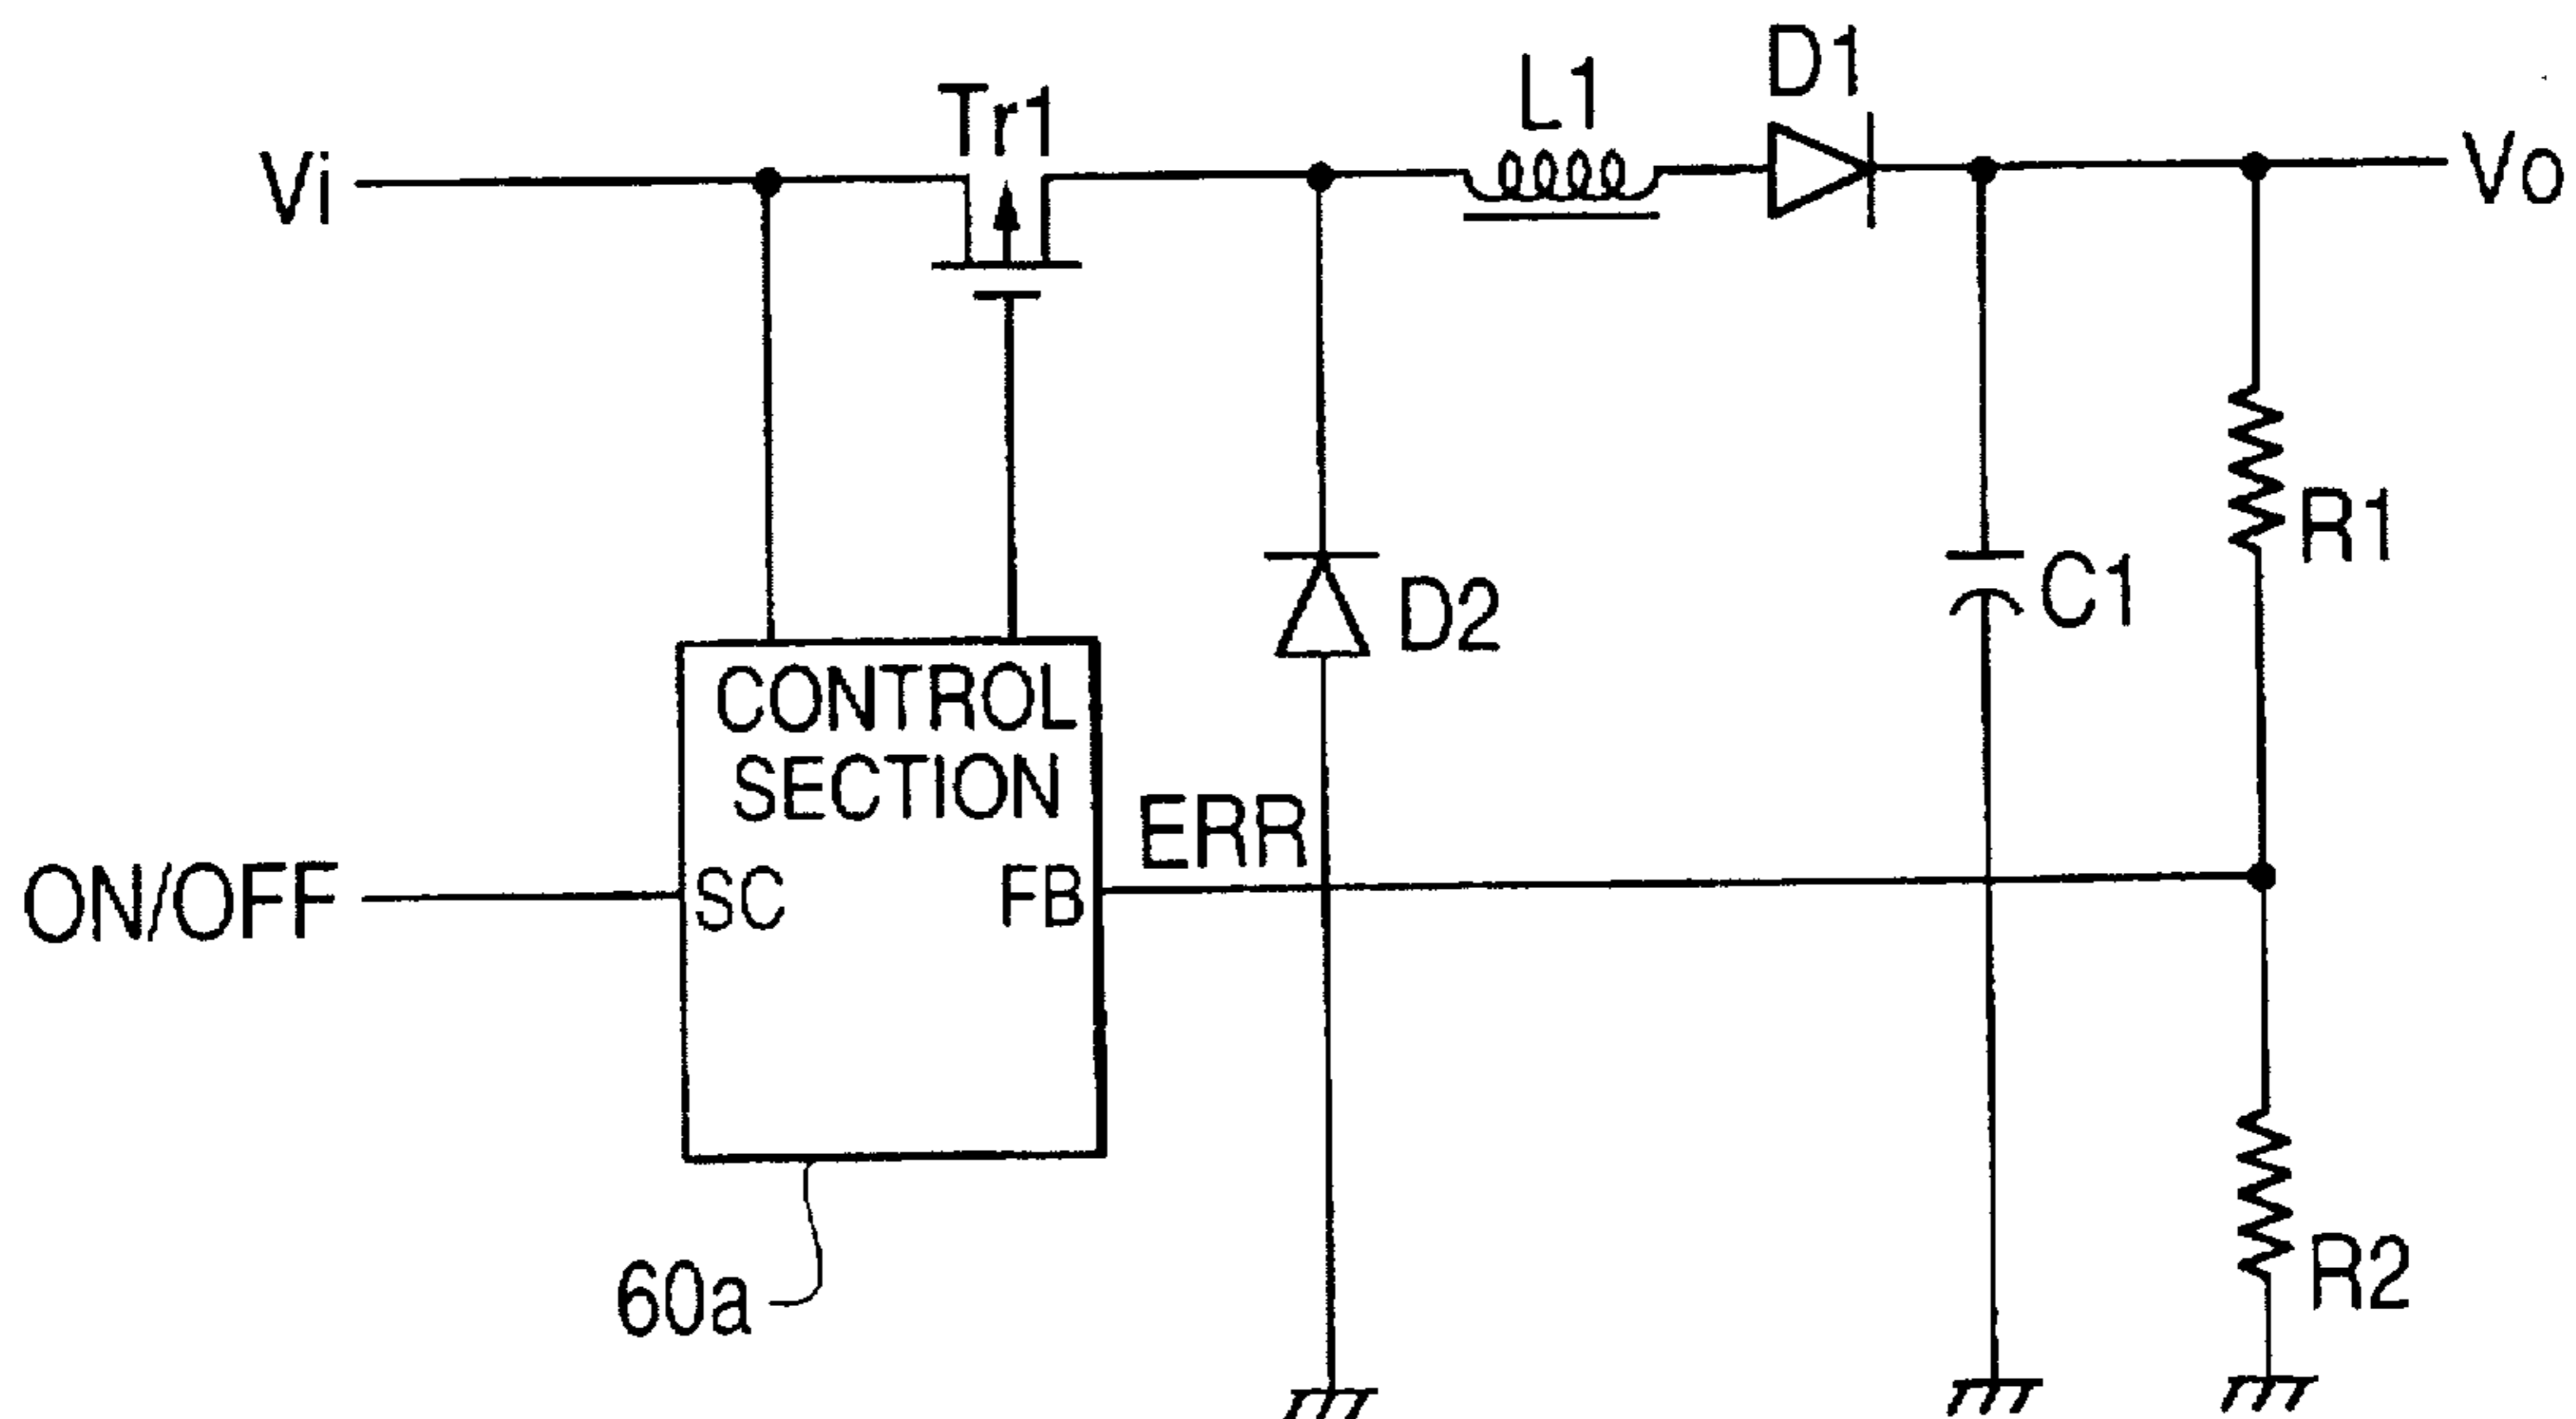 D1
L1
Tr1
Vi
Vo
R1
C1
D2
CONTROL
SECTION
ERR
ON/OFF
SC
FB
R2
60a